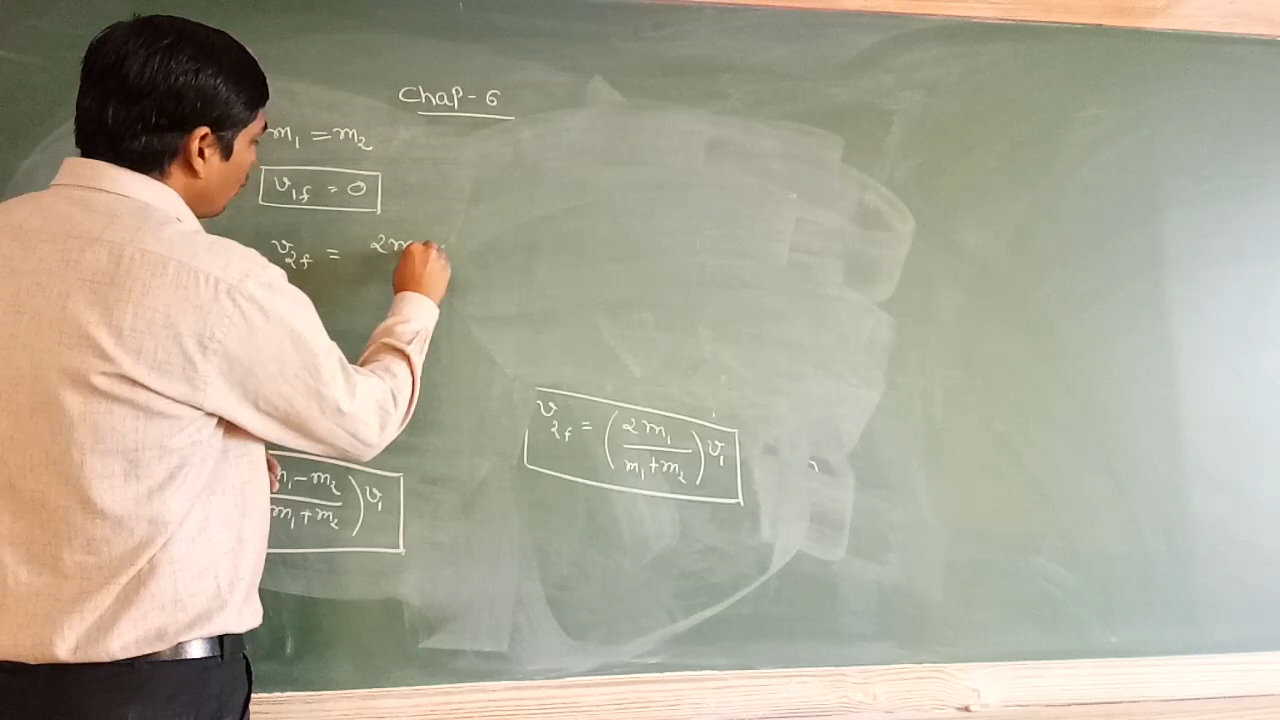 Chap-6
m₁ = m₂
v₁f = 0
v₂f = 2m
m₁-m₂
m₁+m₂ ) v₁
v₂f = ( 2m₁
m₁+m₂ ) v₁